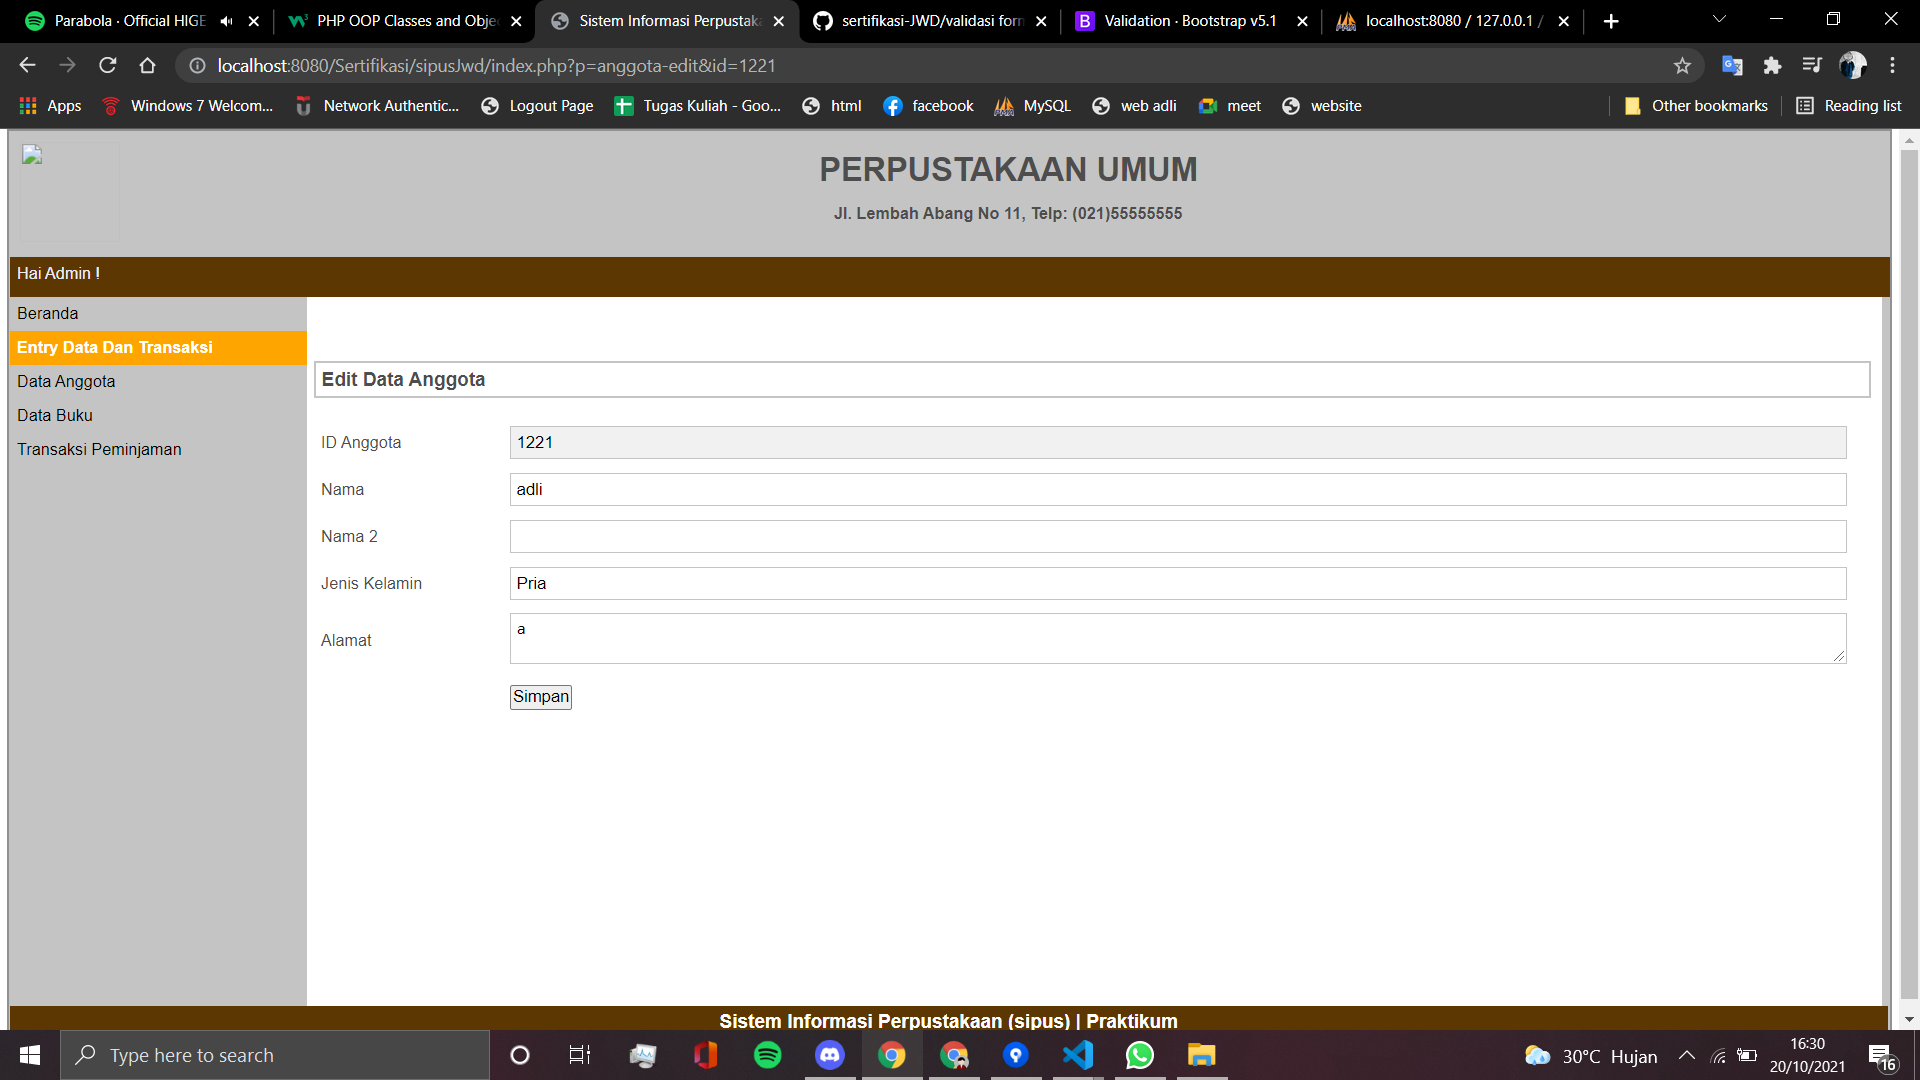 Parabola · Official HIGE
PHP OOP Classes and Obje
Sistem Informasi Perpustaka
sertifikasi-JWD/validasi form
Validation · Bootstrap v5.1
localhost:8080 / 127.0.0.1 /
localhost:8080/Sertifikasi/sipusJwd/index.php?p=anggota-edit&id=1221
Apps Windows 7 Welcom... Network Authentic... Logout Page Tugas Kuliah - Goo... html facebook MySQL web adli meet website Other bookmarks Reading list
PERPUSTAKAAN UMUM
Jl. Lembah Abang No 11, Telp: (021)55555555
Hai Admin !
Beranda
Entry Data Dan Transaksi
Data Anggota
Data Buku
Transaksi Peminjaman
Edit Data Anggota
ID Anggota 1221
Nama adli
Nama 2
Jenis Kelamin Pria
Alamat a
Simpan
Sistem Informasi Perpustakaan (sipus) | Praktikum
Type here to search
30°C Hujan
16:30
20/10/2021
16